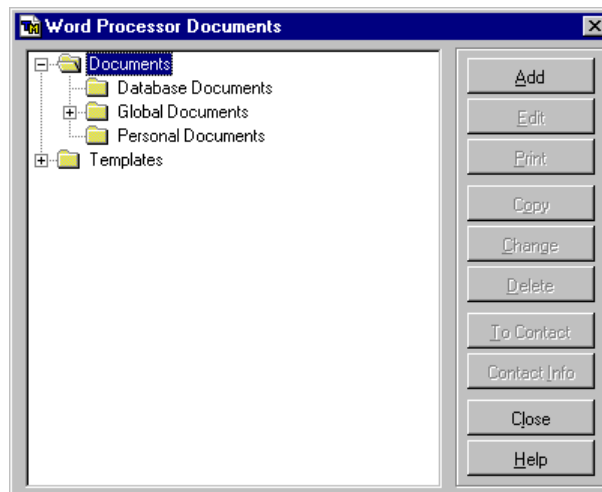 Word Processor Documents
Documents
Database Documents
Global Documents
Personal Documents
Templates
Add
Edit
Print
Copy
Change
Delete
To Contact
Contact Info
Close
Help